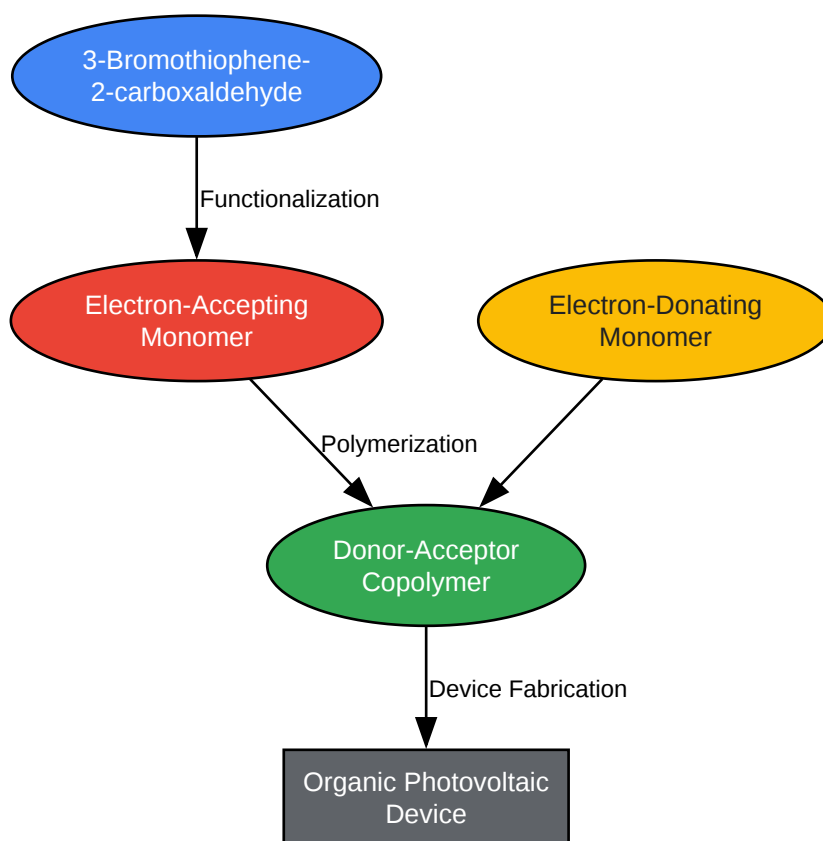 3-Bromothiophene-
2-carboxaldehyde
Functionalization
Electron-Accepting
Monomer
Electron-Donating
Monomer
Polymerization
Donor-Acceptor
Copolymer
Device Fabrication
Organic Photovoltaic
Device